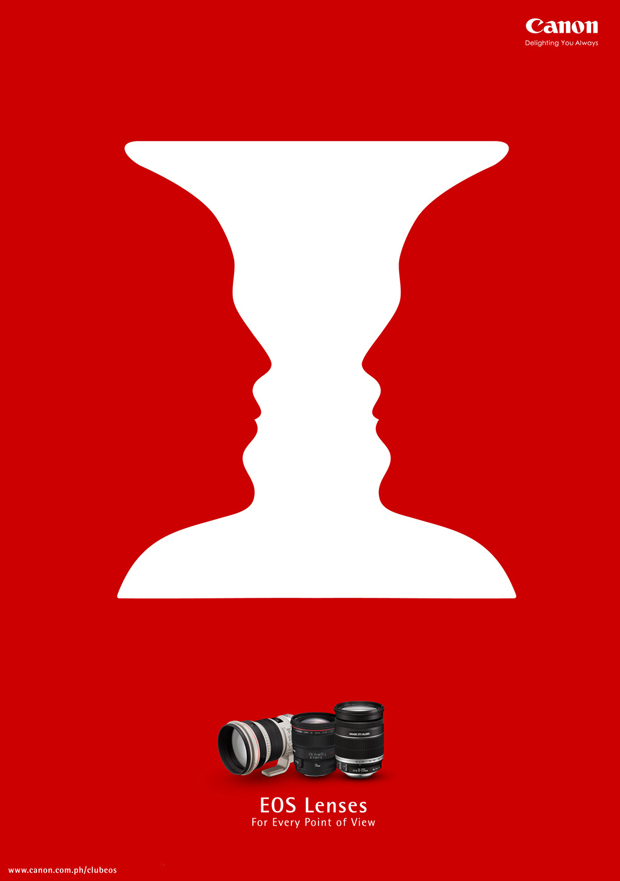 Canon
Delighting You Always
EOS Lenses
For Every Point of View
www.canon.com.ph/clubeos